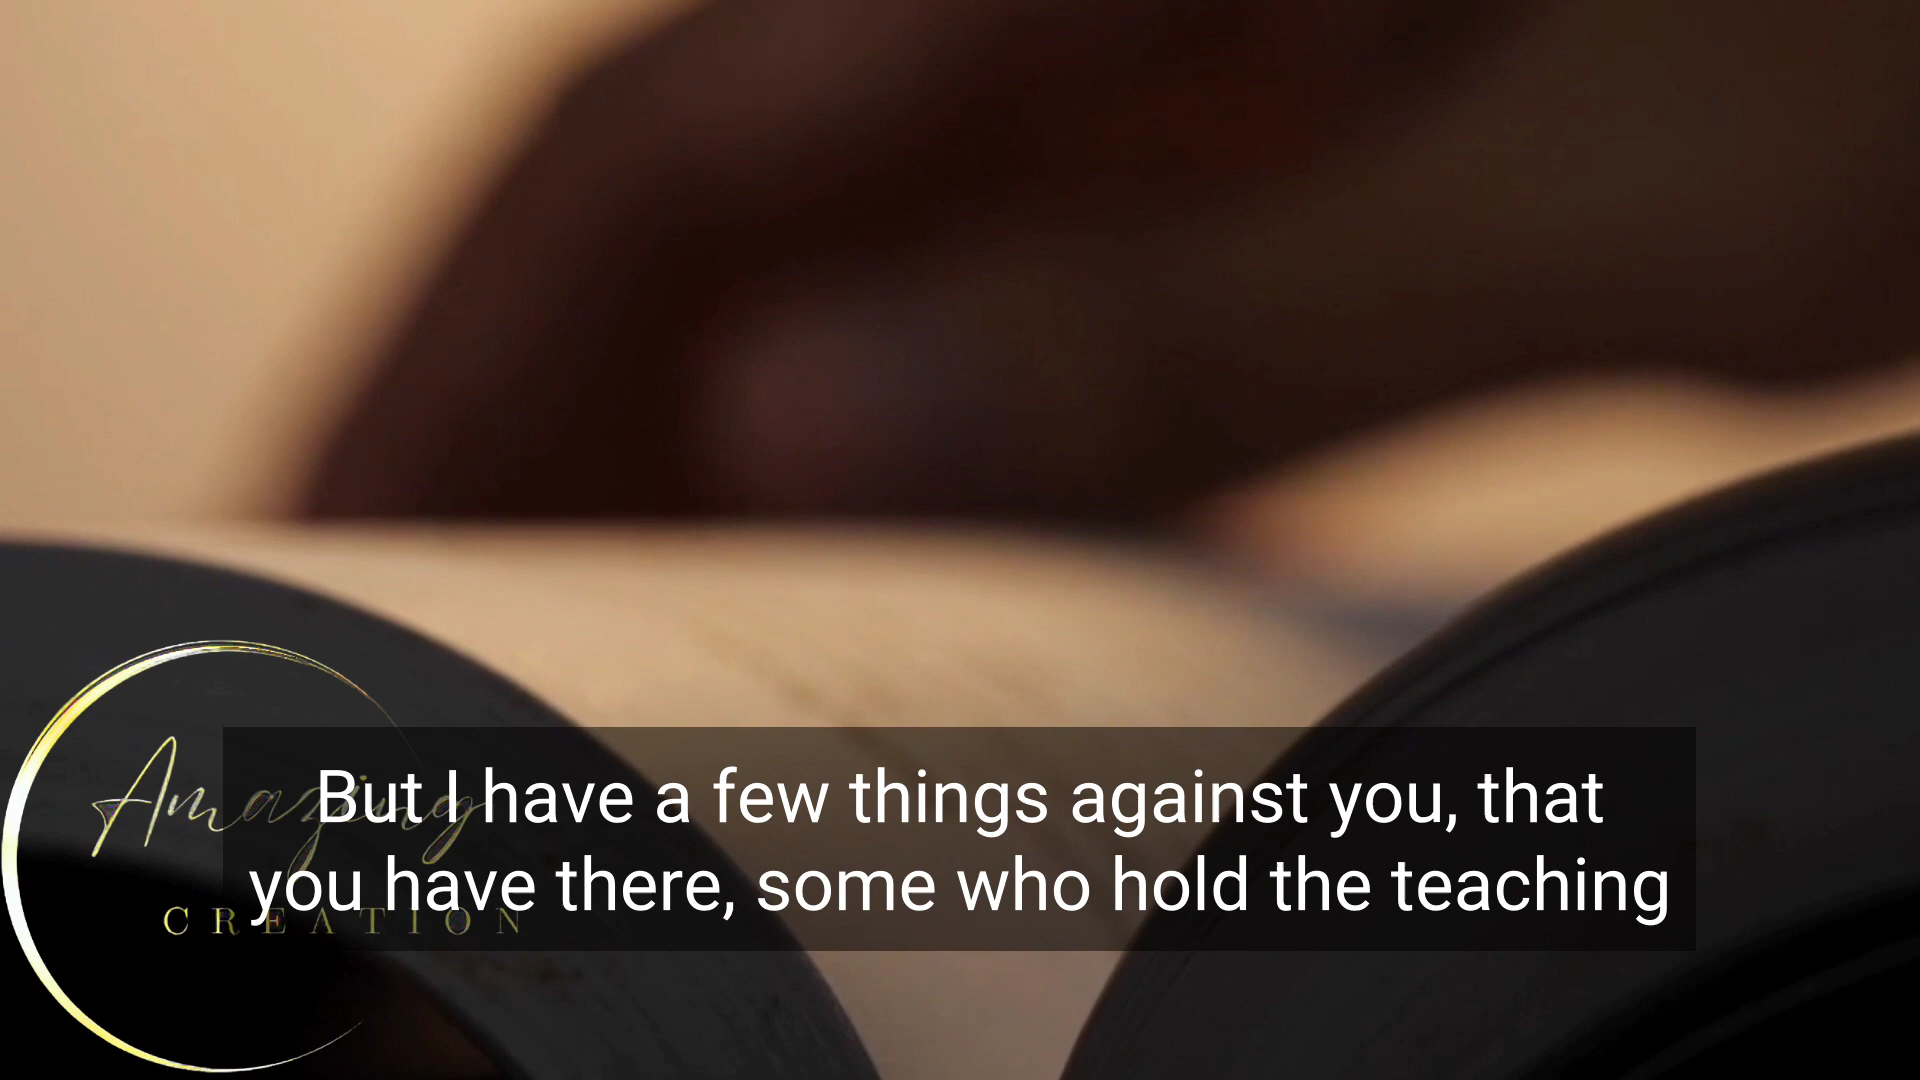 Amazing
CREATION
But I have a few things against you, that
you have there, some who hold the teaching